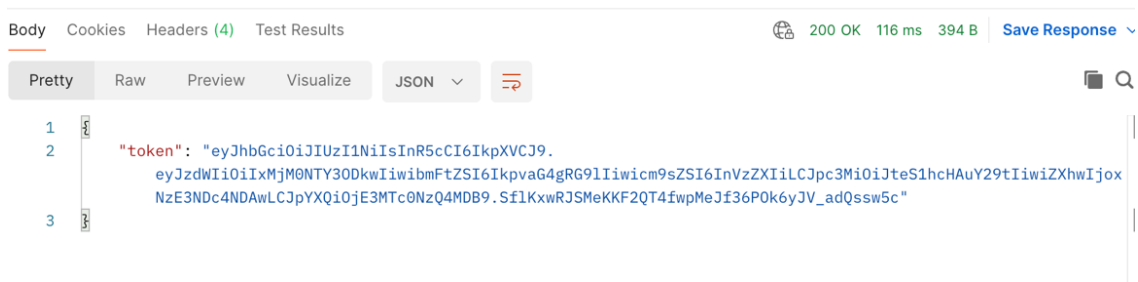 Body Cookies Headers (4) Test Results 200 OK 116 ms 394 B Save Response
Pretty Raw Preview Visualize JSON
1 {
2 "token": "eyJhbGciOiJIUzI1NiIsInR5cCI6IkpXVCJ9.
eyJzdWIiOiIxMjM0NTY3ODkwIiwibmFtZSI6IkpvaG4gRG9lIiwicm9sZSI6InVzZXIiLCJpc3MiOiJteS1hcHAuY29tIiwiZXhwIjox
NzE3NDc4NDAwLCJpYXQiOjE3MTc0NzQ4MDB9.SflKxwRJSMeKKF2QT4fwpMeJf36POk6yJV_adQssw5c"
3 }